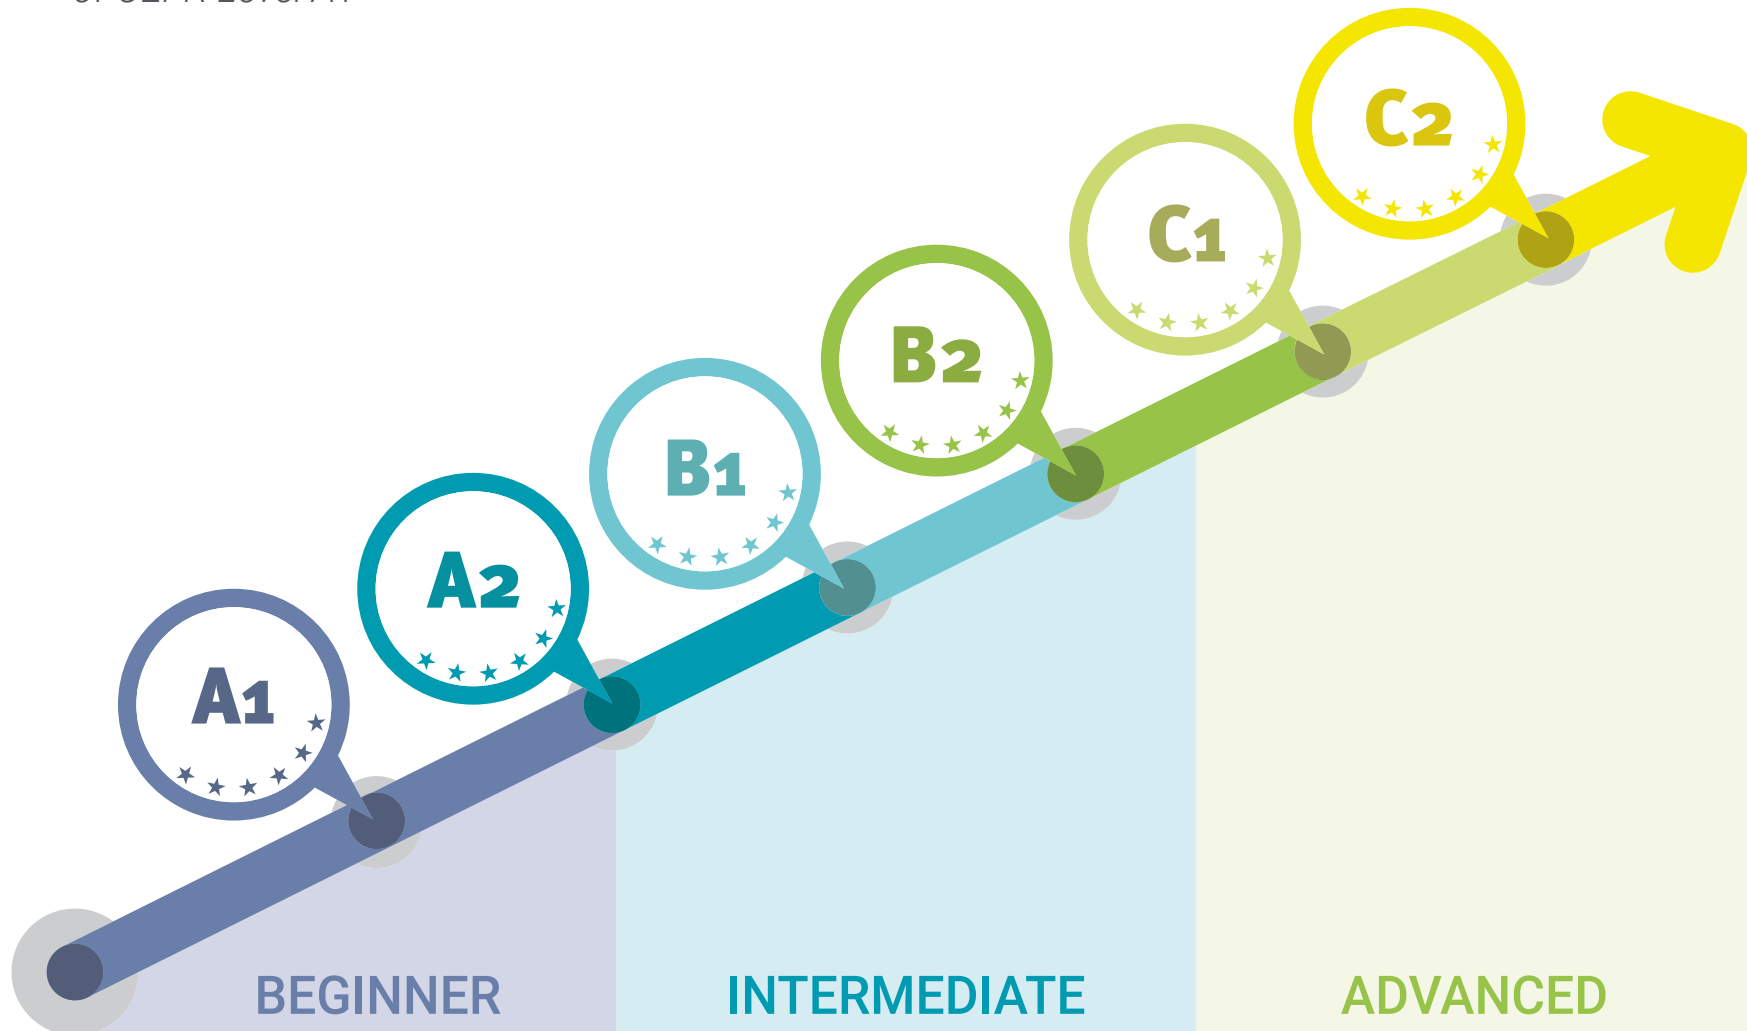 C2
C1
B2
B1
A2
A1
BEGINNER
INTERMEDIATE
ADVANCED